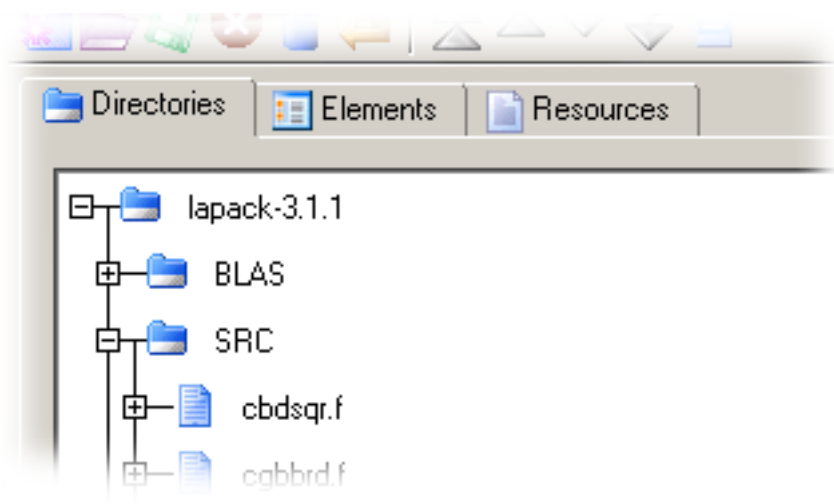 Directories Elements Resources
lapack-3.1.1
BLAS
SRC
cbdsqr.f
cgbbrd.f